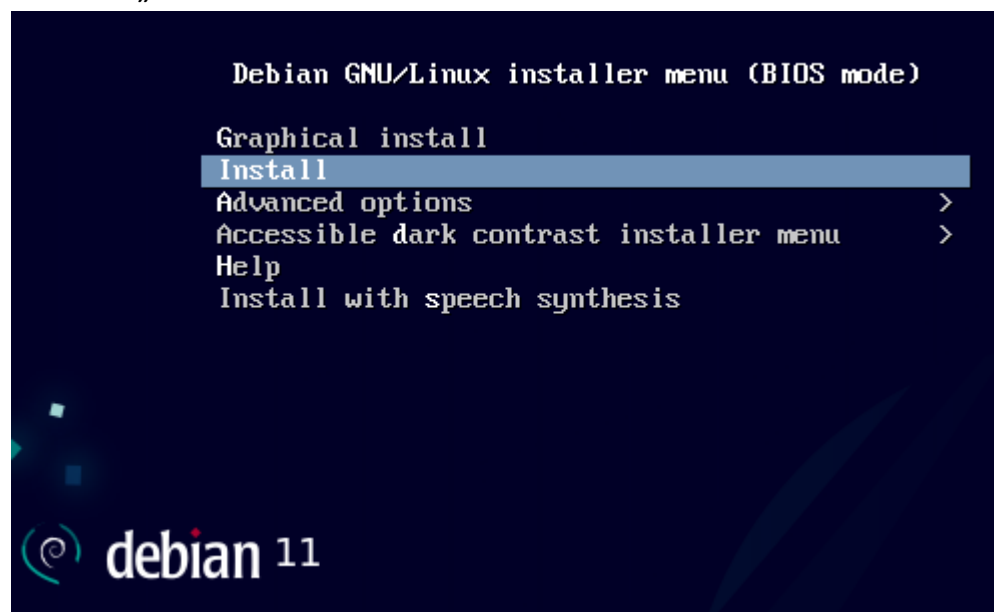 Debian GNU/Linux installer menu (BIOS mode)
Graphical install
Install
Advanced options >
Accessible dark contrast installer menu >
Help
Install with speech synthesis
debian 11